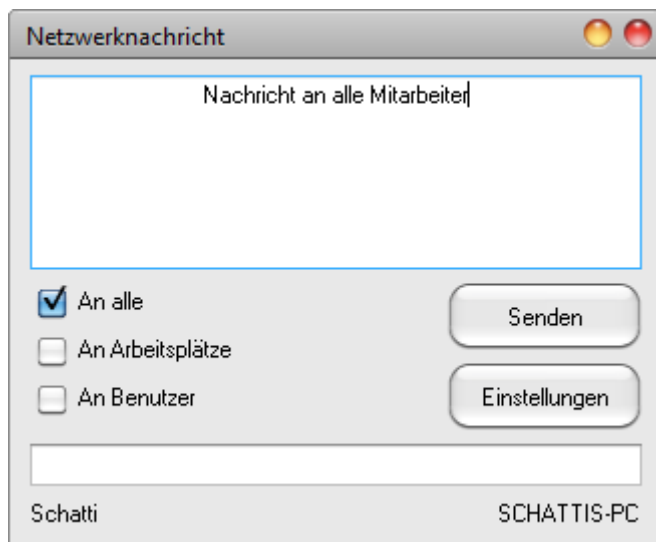 Netzwerknachricht
Nachricht an alle Mitarbeiter
An alle
Senden
An Arbeitsplätze
An Benutzer
Einstellungen
Schatti SCHATTIS-PC